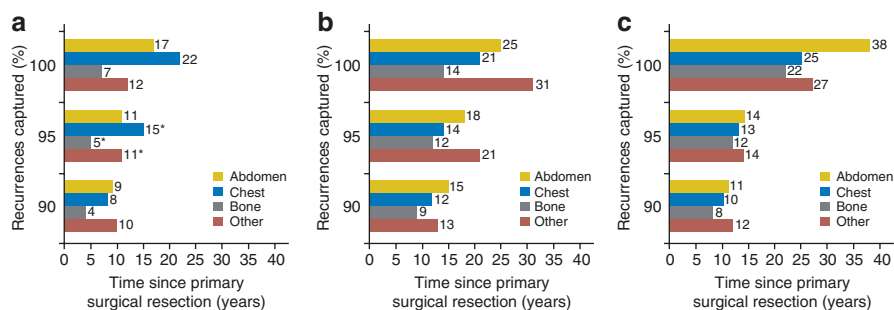 a
Recurrences captured (%)
100
17
22
7
12
95
11
15*
5*
11*
90
9
8
4
10
Abdomen
Chest
Bone
Other
0 5 10 15 20 25 30 35 40
Time since primary
surgical resection (years)
b
Recurrences captured (%)
100
25
21
14
31
95
18
14
12
21
90
15
12
9
13
Abdomen
Chest
Bone
Other
0 5 10 15 20 25 30 35 40
Time since primary
surgical resection (years)
c
Recurrences captured (%)
100
38
25
22
27
95
14
13
12
14
90
11
10
8
12
Abdomen
Chest
Bone
Other
0 5 10 15 20 25 30 35 40
Time since primary
surgical resection (years)